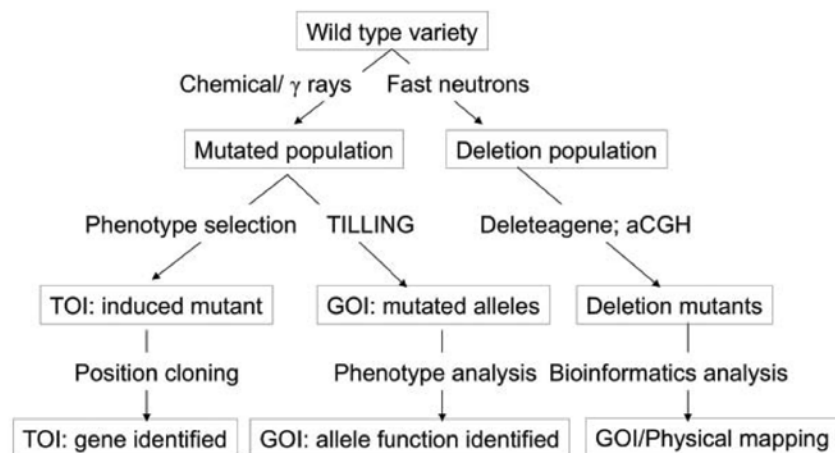 Wild type variety
Chemical/ γ rays Fast neutrons
Mutated population Deletion population
Phenotype selection TILLING Deleteagene; aCGH
TOI: induced mutant GOI: mutated alleles Deletion mutants
Position cloning Phenotype analysis Bioinformatics analysis
TOI: gene identified GOI: allele function identified GOI/Physical mapping